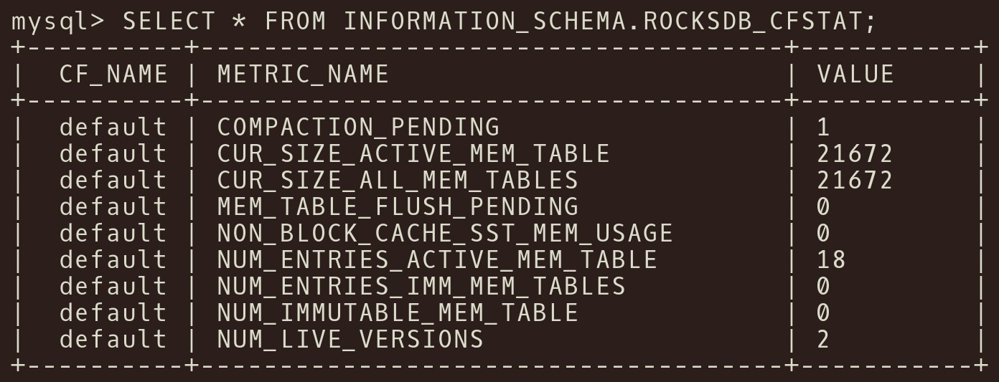 mysql> SELECT * FROM INFORMATION_SCHEMA.ROCKSDB_CFSTAT;
+----------+-------------------------------------+-----------+
|  CF_NAME | METRIC_NAME                         | VALUE     |
+----------+-------------------------------------+-----------+
|  default | COMPACTION_PENDING                  | 1         |
|  default | CUR_SIZE_ACTIVE_MEM_TABLE           | 21672     |
|  default | CUR_SIZE_ALL_MEM_TABLES             | 21672     |
|  default | MEM_TABLE_FLUSH_PENDING             | 0         |
|  default | NON_BLOCK_CACHE_SST_MEM_USAGE       | 0         |
|  default | NUM_ENTRIES_ACTIVE_MEM_TABLE        | 18        |
|  default | NUM_ENTRIES_IMM_MEM_TABLES          | 0         |
|  default | NUM_IMMUTABLE_MEM_TABLE             | 0         |
|  default | NUM_LIVE_VERSIONS                   | 2         |
+----------+-------------------------------------+-----------+